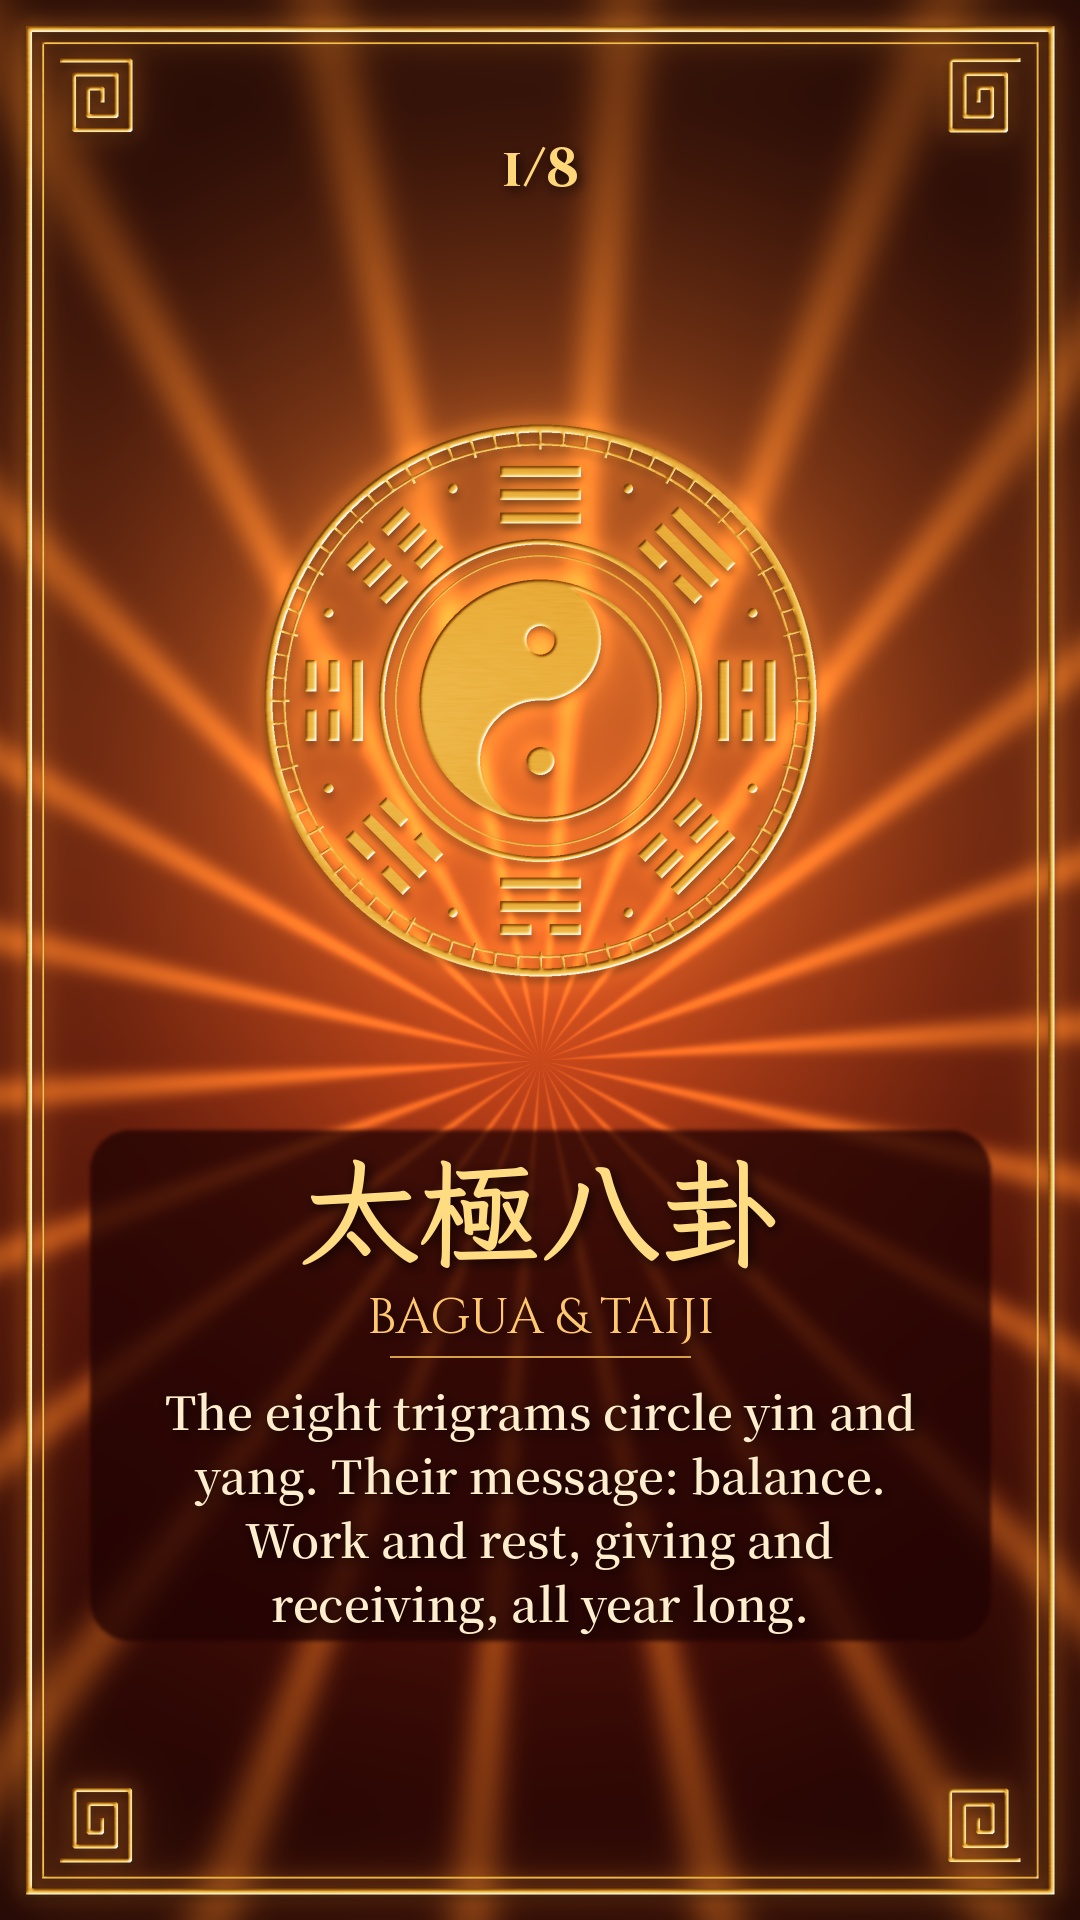 1/8
太極八卦
BAGUA & TAIJI
The eight trigrams circle yin and
yang. Their message: balance.
Work and rest, giving and
receiving, all year long.